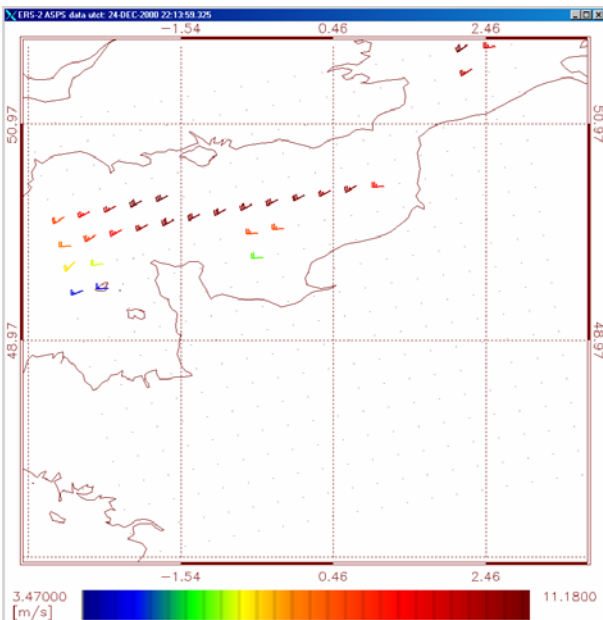 ERS-2 ASPS data utct: 24-DEC-2000 22:13:59.325
-1.54 0.46 2.46
50.97 50.97
48.97 48.97
-1.54 0.46 2.46
3.47000 11.1800
[m/s]